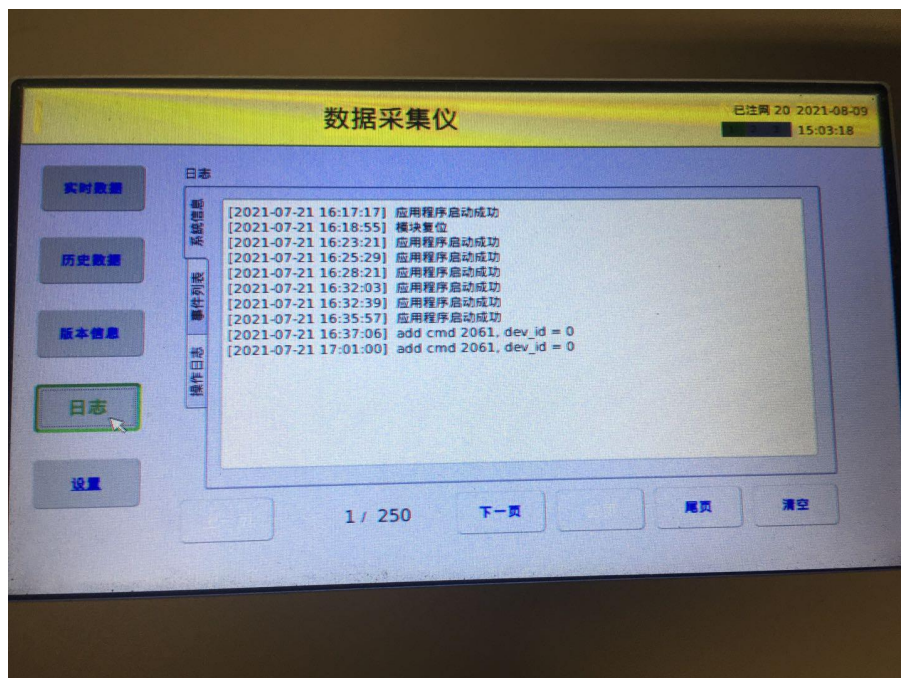 数据采集仪
已注网 20 2021-08-09
15:03:18
实时数据
历史数据
版本信息
日志
设置
日志
系统信息
事件列表
操作日志
[2021-07-21 16:17:17] 应用程序启动成功
[2021-07-21 16:18:55] 模块复位
[2021-07-21 16:23:21] 应用程序启动成功
[2021-07-21 16:25:29] 应用程序启动成功
[2021-07-21 16:28:21] 应用程序启动成功
[2021-07-21 16:32:03] 应用程序启动成功
[2021-07-21 16:32:39] 应用程序启动成功
[2021-07-21 16:35:57] 应用程序启动成功
[2021-07-21 16:37:06] add cmd 2061, dev_id = 0
[2021-07-21 17:01:00] add cmd 2061, dev_id = 0
1 / 250
下一页
尾页
清空